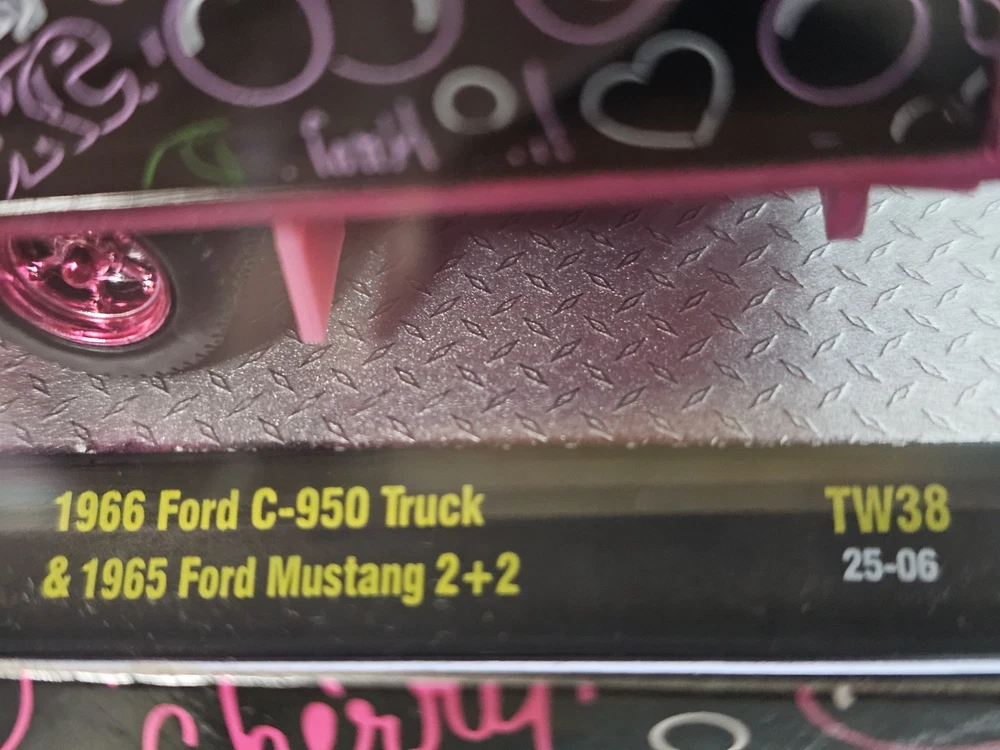 1966 Ford C-950 Truck
& 1965 Ford Mustang 2+2
TW38
25-06